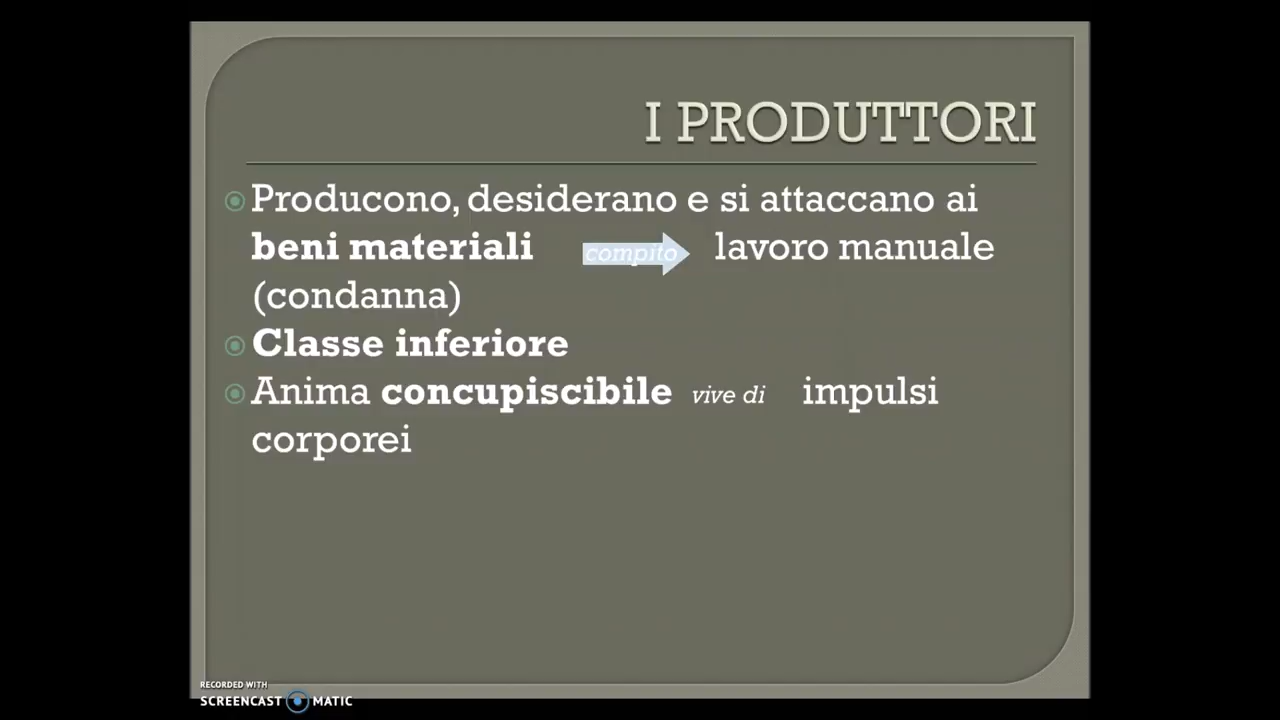 I PRODUTTORI
Producono, desiderano e si attaccano ai
beni materiali compito lavoro manuale
(condanna)
Classe inferiore
Anima concupiscibile vive di impulsi
corporei
RECORDED WITH
SCREENCAST MATIC